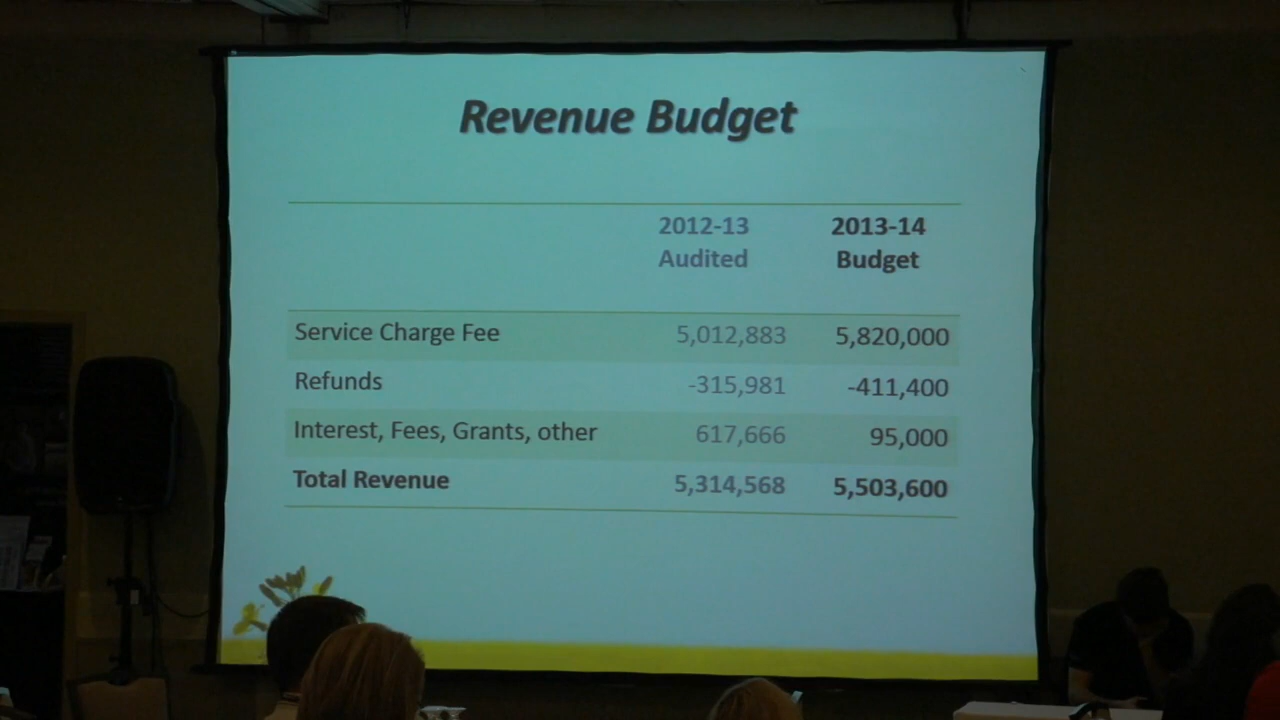 Revenue Budget
2012-13 2013-14
Audited Budget
Service Charge Fee 5,012,883 5,820,000
Refunds -315,981 -411,400
Interest, Fees, Grants, other 617,666 95,000
Total Revenue 5,314,568 5,503,600